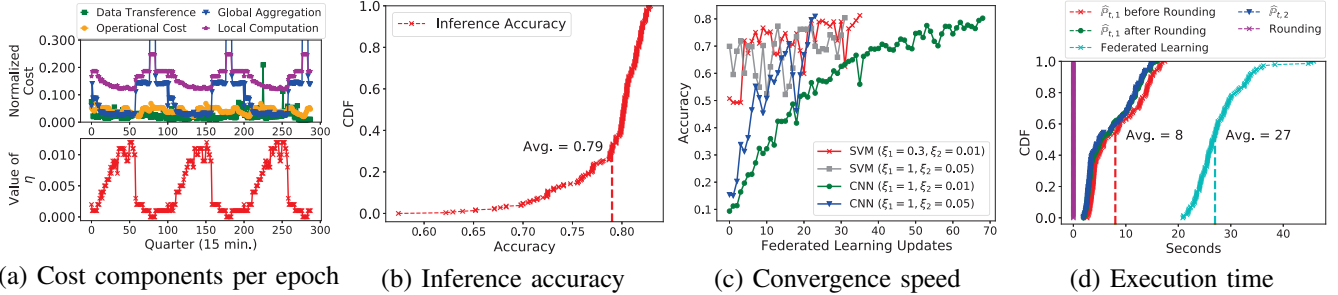 Data Transference
Global Aggregation
Operational Cost
Local Computation
Normalized
Cost
0.300
0.200
0.100
0.000
0 50 100 150 200 250 300
Value of
η
0.010
0.005
0.000
0 50 100 150 200 250 300
Quarter (15 min.)
(a) Cost components per epoch
Inference Accuracy
CDF
1.0
0.8
0.6
0.4
0.2
0.0
Avg. = 0.79
0.60 0.65 0.70 0.75 0.80
Accuracy
(b) Inference accuracy
Accuracy
0.8
0.7
0.6
0.5
0.4
0.3
0.2
0.1
SVM (ξ₁ = 0.3, ξ₂ = 0.01)
SVM (ξ₁ = 1, ξ₂ = 0.05)
CNN (ξ₁ = 1, ξ₂ = 0.01)
CNN (ξ₁ = 1, ξ₂ = 0.05)
0 10 20 30 40 50 60 70
Federated Learning Updates
(c) Convergence speed
ℙ̂t,1 before Rounding
ℙ̂t,2
ℙ̂t,1 after Rounding
Rounding
Federated Learning
CDF
1.0
0.8
0.6
0.4
0.2
0.0
Avg. = 8
Avg. = 27
0 20 40
Seconds
(d) Execution time